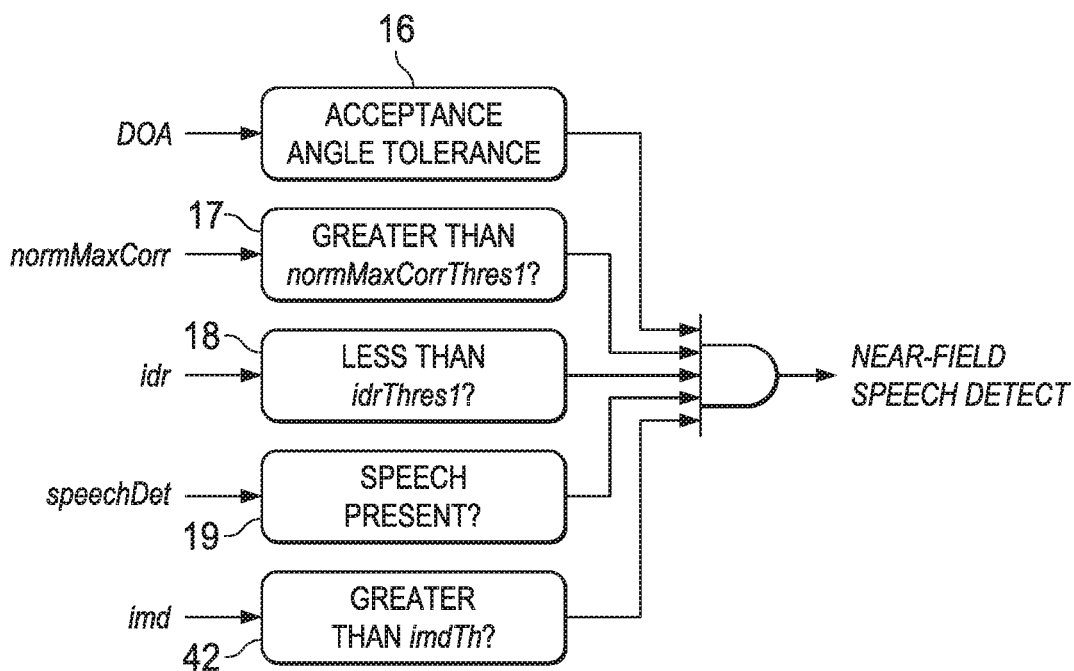 16
DOA
ACCEPTANCE
ANGLE TOLERANCE
17
normMaxCorr
GREATER THAN
normMaxCorrThres1?
18
idr
LESS THAN
idrThres1?
NEAR-FIELD
SPEECH DETECT
speechDet
19
SPEECH
PRESENT?
imd
42
GREATER
THAN imdTh?